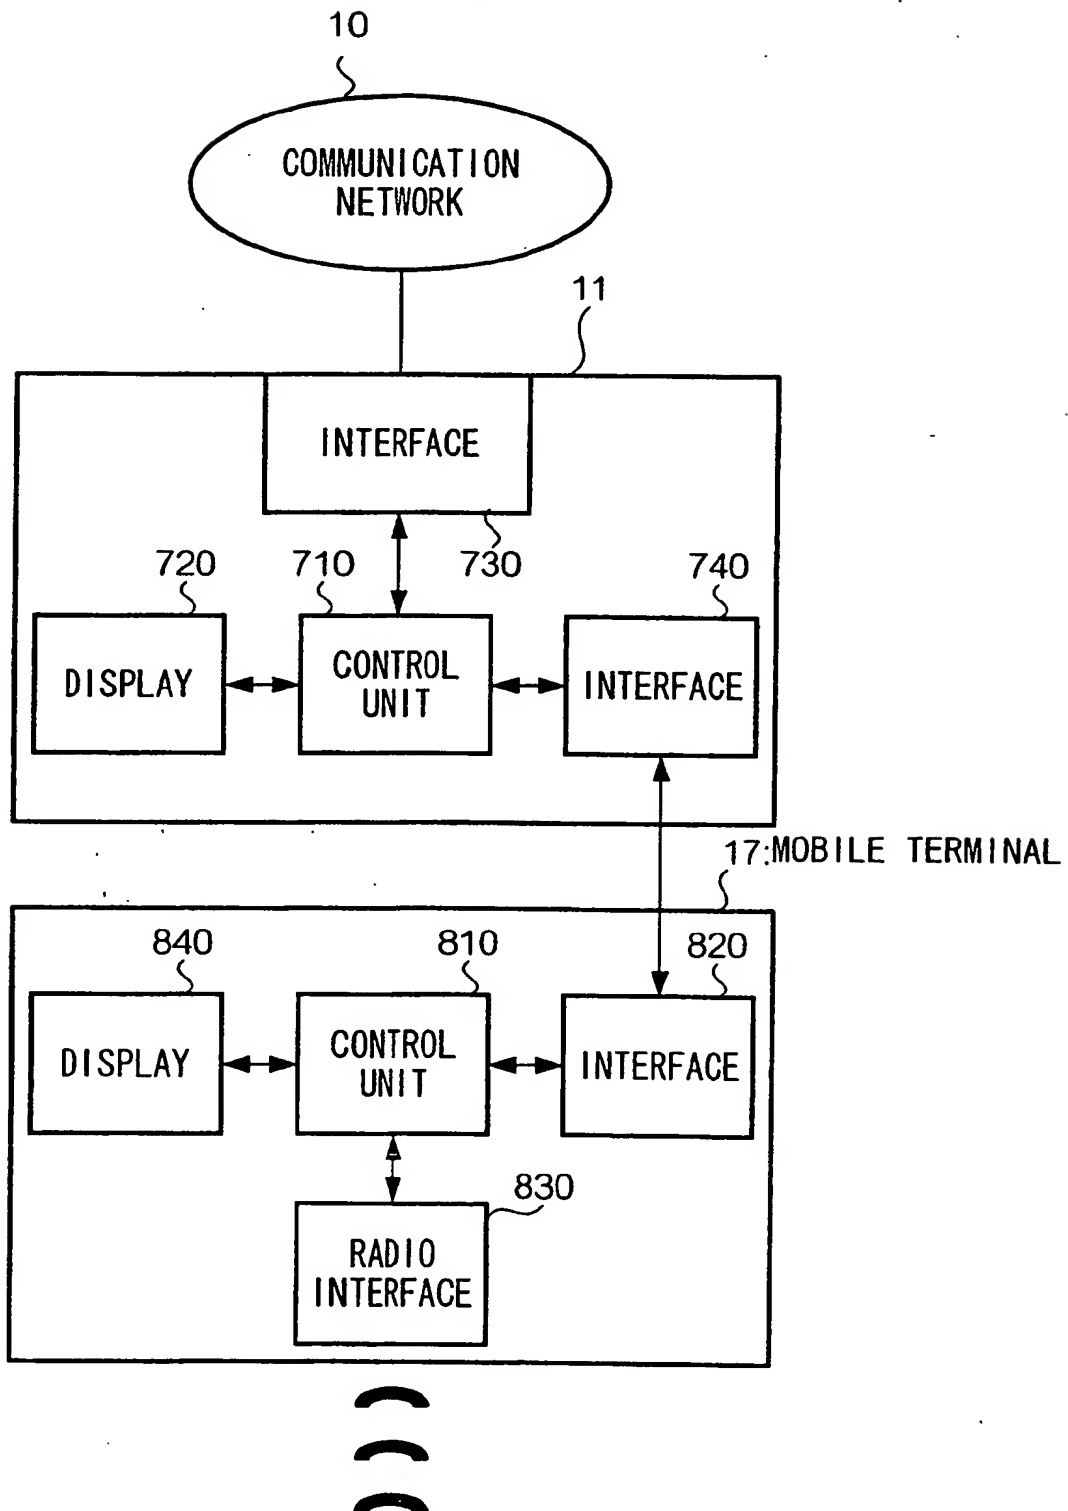 10
COMMUNICATION
NETWORK
11
INTERFACE
720
710
730
740
DISPLAY
CONTROL
UNIT
INTERFACE
17:MOBILE TERMINAL
840
810
820
DISPLAY
CONTROL
UNIT
INTERFACE
830
RADIO
INTERFACE